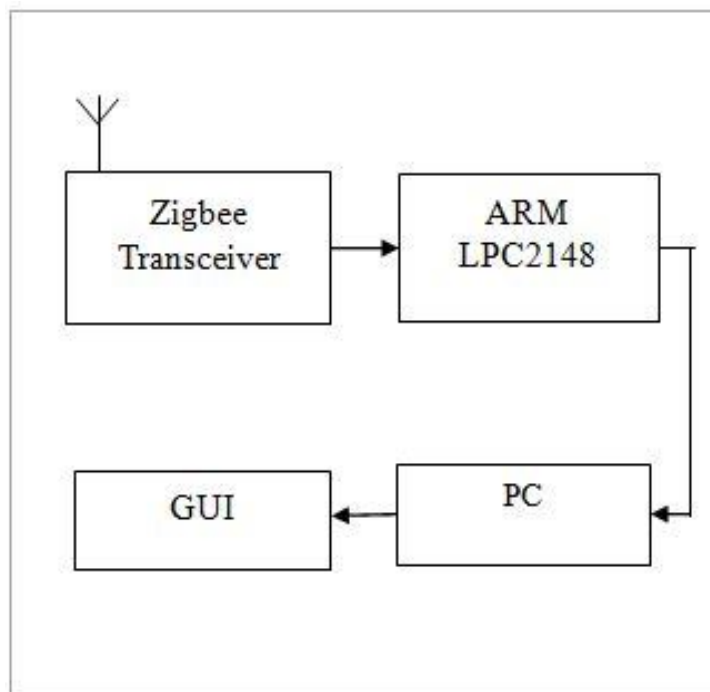 Zigbee
Transceiver
ARM
LPC2148
GUI
PC